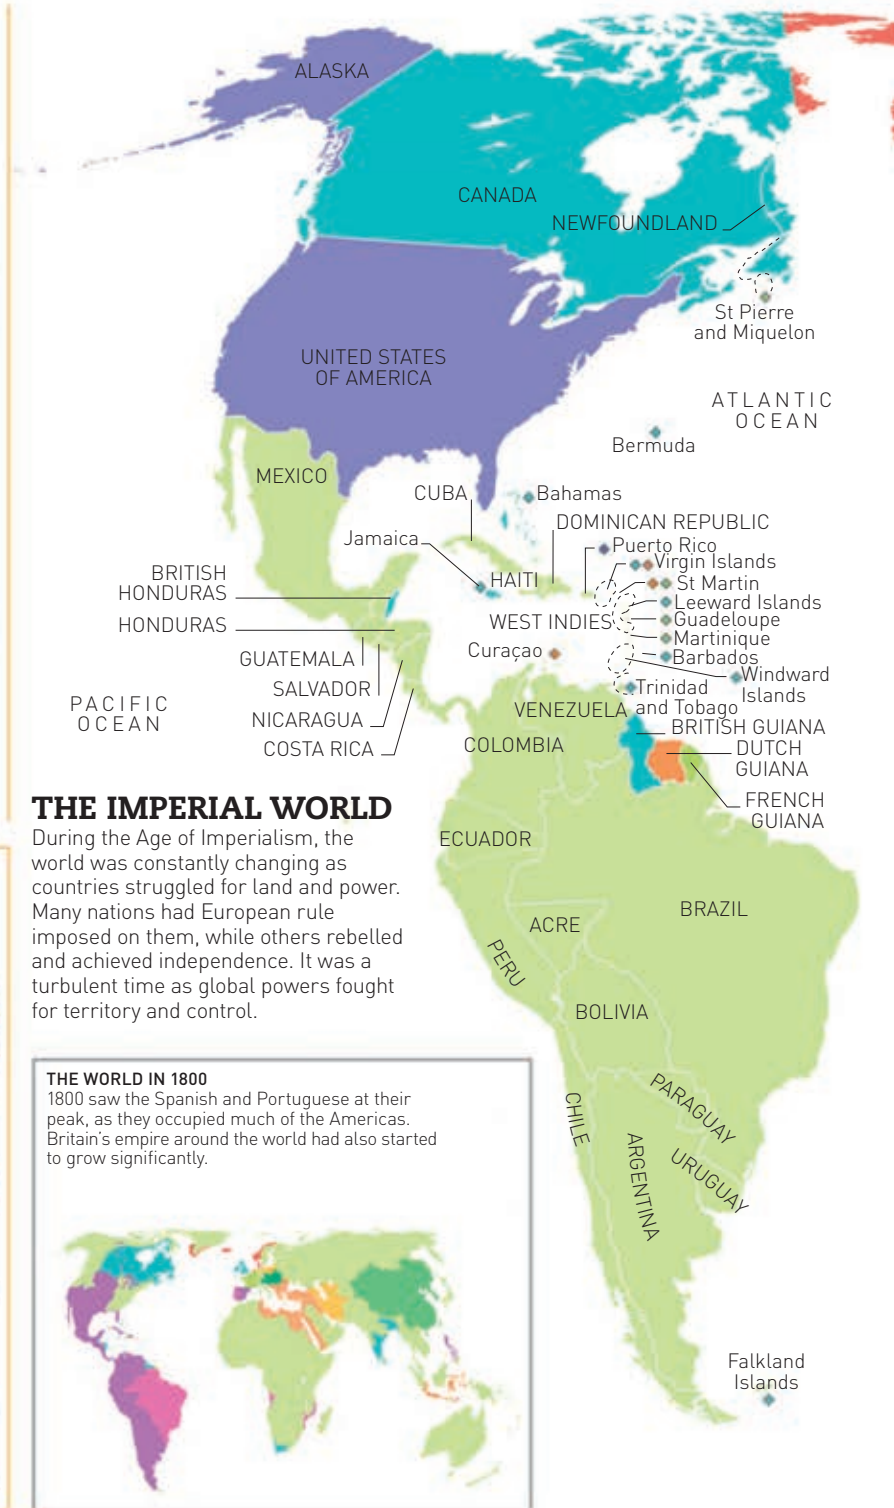 ALASKA
CANADA
NEWFOUNDLAND
St Pierre
and Miquelon
UNITED STATES
OF AMERICA
ATLANTIC
OCEAN
Bermuda
MEXICO
CUBA
Bahamas
DOMINICAN REPUBLIC
Jamaica
Puerto Rico
Virgin Islands
HAITI
St Martin
BRITISH
HONDURAS
Leeward Islands
HONDURAS
WEST INDIES
Guadeloupe
Martinique
GUATEMALA
Curaçao
Barbados
SALVADOR
Windward
Islands
Trinidad
and Tobago
PACIFIC
OCEAN
NICARAGUA
VENEZUELA
BRITISH GUIANA
COSTA RICA
COLOMBIA
DUTCH
GUIANA
FRENCH
GUIANA
THE IMPERIAL WORLD
During the Age of Imperialism, the
world was constantly changing as
countries struggled for land and power.
Many nations had European rule
imposed on them, while others rebelled
and achieved independence. It was a
turbulent time as global powers fought
for territory and control.
ECUADOR
BRAZIL
ACRE
PERU
BOLIVIA
PARAGUAY
CHILE
ARGENTINA
URUGUAY
Falkland
Islands
THE WORLD IN 1800
1800 saw the Spanish and Portuguese at their
peak, as they occupied much of the Americas.
Britain's empire around the world had also started
to grow significantly.